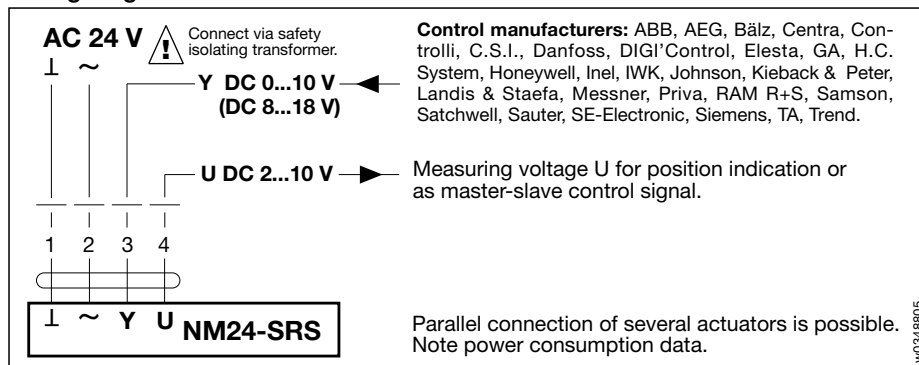 AC 24 V
Connect via safety
isolating transformer.
⊥ ~
Y DC 0...10 V
(DC 8...18 V)
U DC 2...10 V
1 2 3 4
⊥ ~ Y U NM24-SRS
Control manufacturers: ABB, AEG, Bälz, Centra, Con-
trolli, C.S.I., Danfoss, DIGI’Control, Elesta, GA, H.C.
System, Honeywell, Inel, IWK, Johnson, Kieback & Peter,
Landis & Staefa, Messner, Priva, RAM R+S, Samson,
Satchwell, Sauter, SE-Electronic, Siemens, TA, Trend.
Measuring voltage U for position indication or
as master-slave control signal.
Parallel connection of several actuators is possible.
Note power consumption data.
w0348805